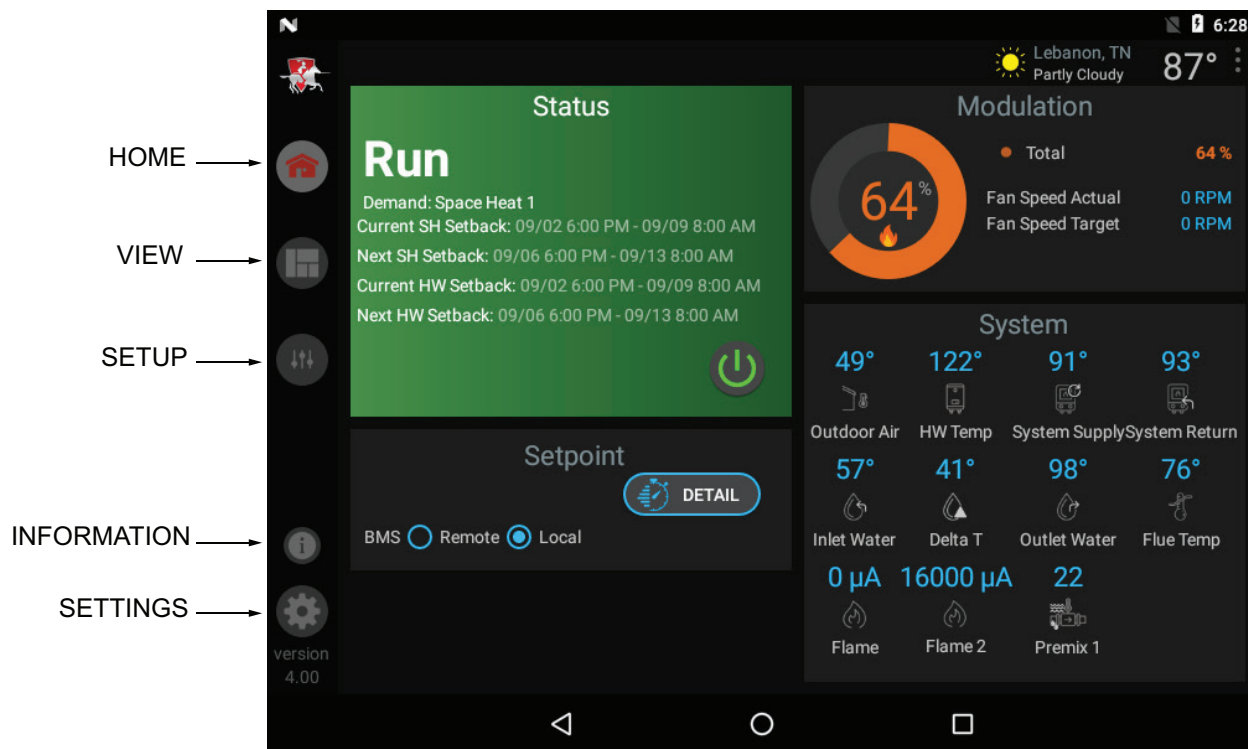 6:28
Lebanon, TN
Partly Cloudy
87°
HOME
VIEW
SETUP
INFORMATION
SETTINGS
version
4.00
Status
Run
Demand: Space Heat 1
Current SH Setback: 09/02 6:00 PM - 09/09 8:00 AM
Next SH Setback: 09/06 6:00 PM - 09/13 8:00 AM
Current HW Setback: 09/02 6:00 PM - 09/09 8:00 AM
Next HW Setback: 09/06 6:00 PM - 09/13 8:00 AM
Setpoint
DETAIL
BMS Remote Local
Modulation
64%
Total 64 %
Fan Speed Actual 0 RPM
Fan Speed Target 0 RPM
System
49° 122° 91° 93°
Outdoor Air HW Temp System Supply System Return
57° 41° 98° 76°
Inlet Water Delta T Outlet Water Flue Temp
0 µA 16000 µA 22
Flame Flame 2 Premix 1